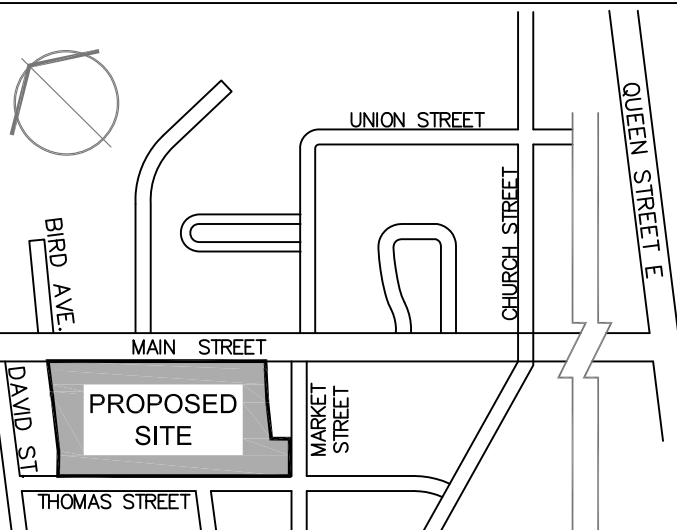 UNION STREET
QUEEN STREET E
CHURCH STREET
BIRD AVE.
MAIN STREET
DAVID ST
PROPOSED
SITE
MARKET
STREET
THOMAS STREET